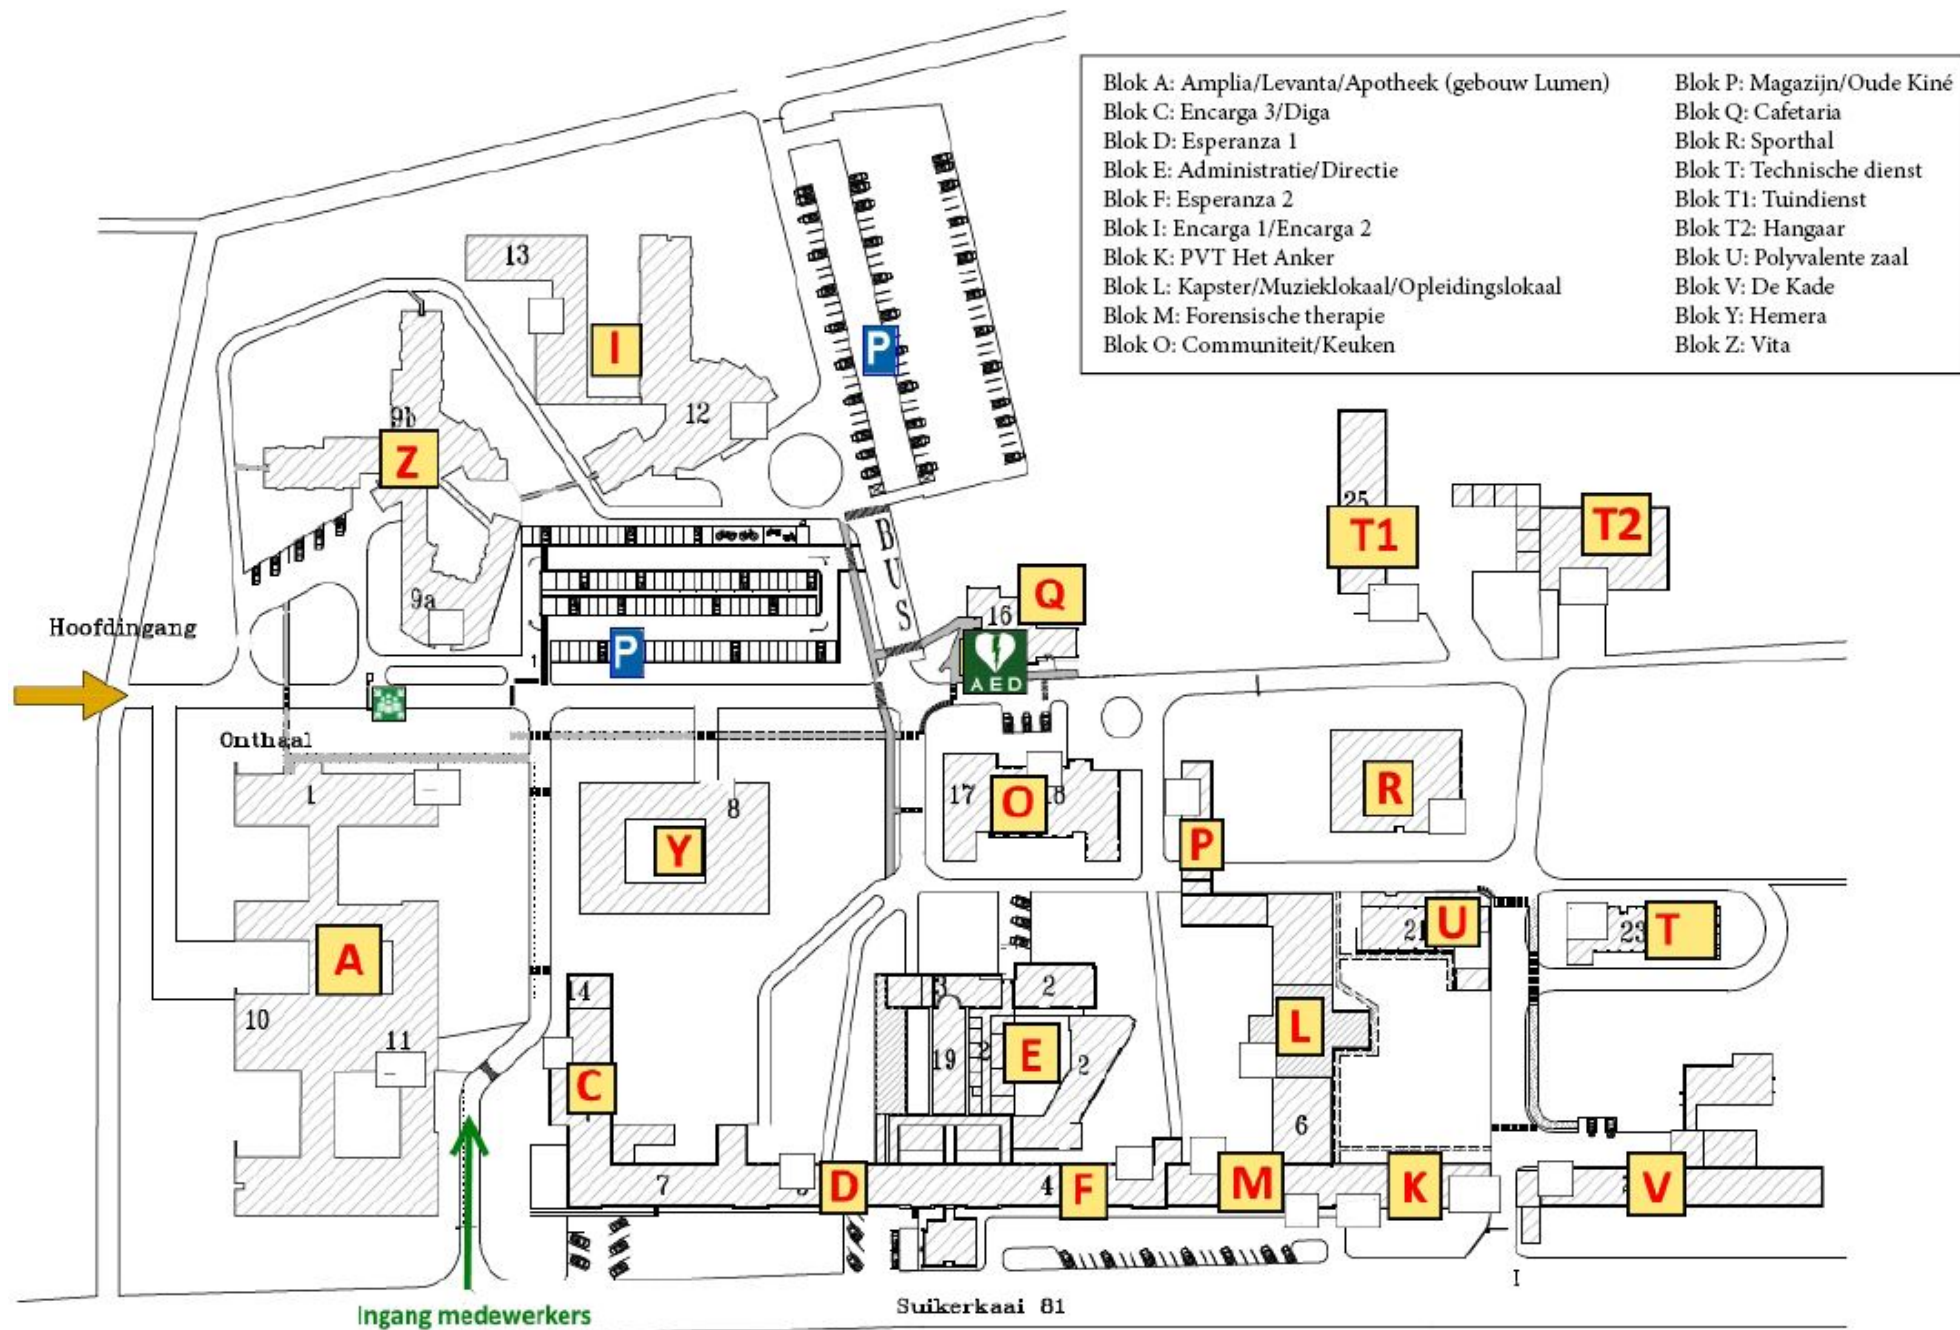 Blok A: Amplia/Levanta/Apotheek (gebouw Lumen)
Blok C: Encarga 3/Diga
Blok D: Esperanza 1
Blok E: Administratie/Directie
Blok F: Esperanza 2
Blok I: Encarga 1/Encarga 2
Blok K: PVT Het Anker
Blok L: Kapster/Muzieklokaal/Opleidingslokaal
Blok M: Forensische therapie
Blok O: Communiteit/Keuken
Blok P: Magazijn/Oude Kiné
Blok Q: Cafetaria
Blok R: Sporthal
Blok T: Technische dienst
Blok T1: Tuindienst
Blok T2: Hangaar
Blok U: Polyvalente zaal
Blok V: De Kade
Blok Y: Hemera
Blok Z: Vita
13
I
P
12
9b
Z
25
T1
T2
BUS
9a
Q
16
Hoofdingang
P
1
AED
Onthaal
1
8
Y
17
O
18
R
P
A
U
T
23
14
3
2
10
11
L
19
2
E
2
C
6
7
D
4
F
M
K
V
I
Suikerkaai 81
Ingang medewerkers